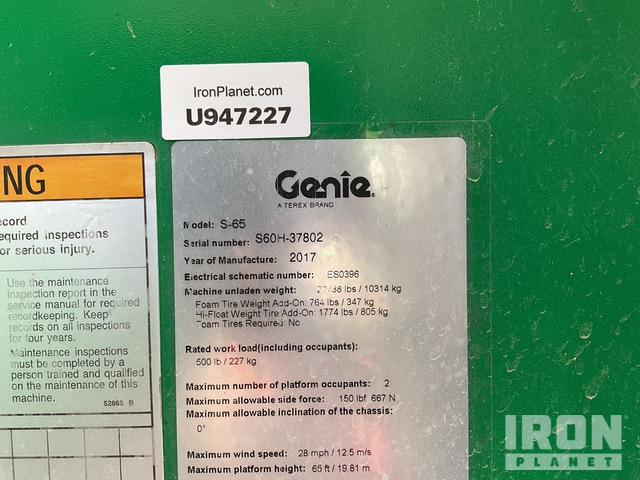 IronPlanet.com
U947227
NG
cord
equired inspections
or serious injury.
Use the maintenance
inspection report in the
service manual for required
recordkeeping. Keep
records on all inspections
for four years.
Maintenance inspections
must be completed by a
person trained and qualified
on the maintenance of this
machine.
52865 B
Genie
A TEREX BRAND
Model: S-65
Serial number: S60H-37802
Year of Manufacture: 2017
Electrical schematic number: ES0396
Machine unladen weight: lbs / 10314 kg
Foam Tire Weight Add-On: 764 lbs / 347 kg
Hi-Float Weight Tire Add-On: 1774 lbs / 805 kg
Foam Tires Required: No
Rated work load(including occupants):
500 lb / 227 kg
Maximum number of platform occupants: 2
Maximum allowable side force: 150 lbf 667 N
Maximum allowable inclination of the chassis:
0°
Maximum wind speed: 28 mph / 12.5 m/s
Maximum platform height: 65 ft / 19.81 m
IRON
PLANET